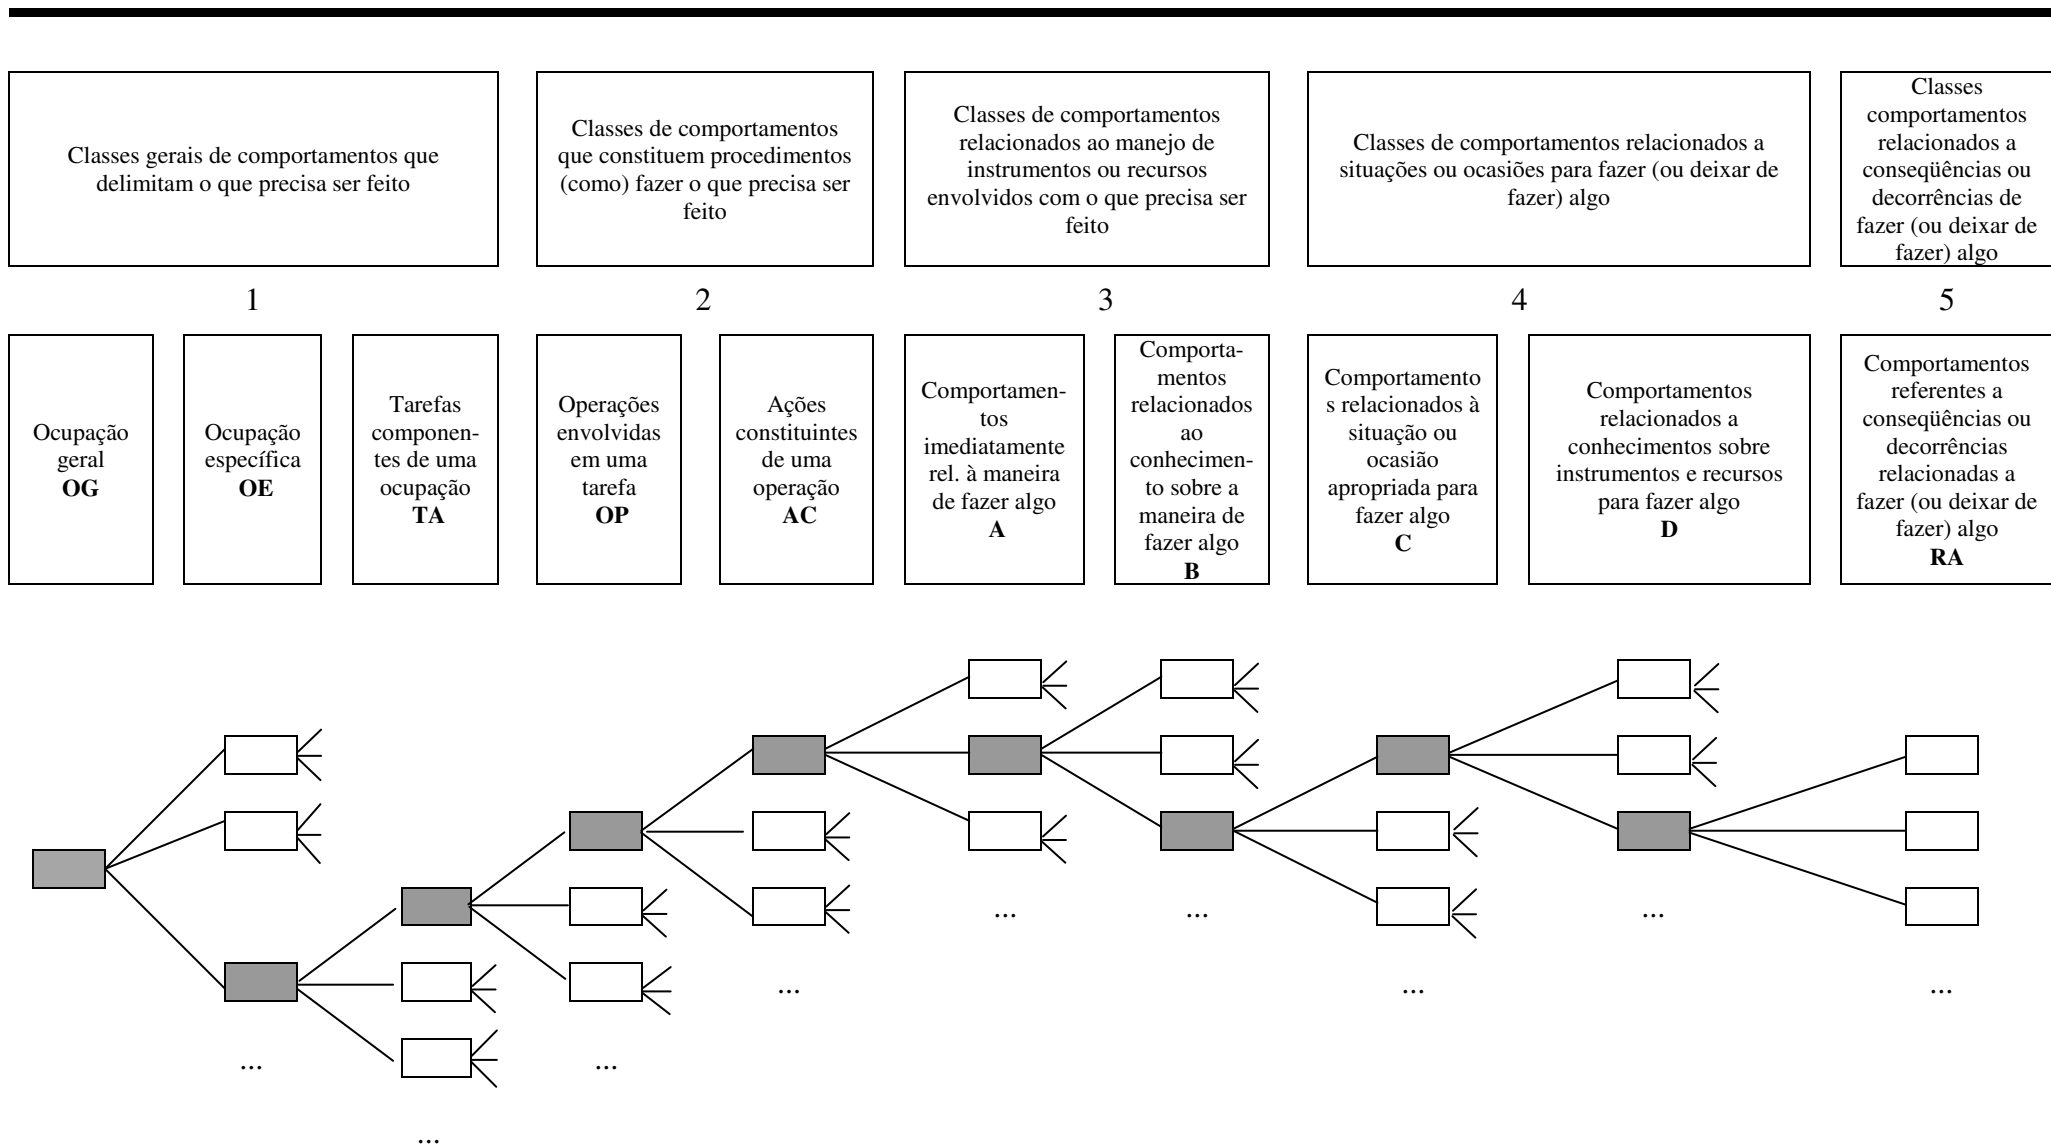 Classes gerais de comportamentos que
delimitam o que precisa ser feito
Classes de comportamentos
que constituem procedimentos
(como) fazer o que precisa ser
feito
Classes de comportamentos
relacionados ao manejo de
instrumentos ou recursos
envolvidos com o que precisa ser
feito
Classes de comportamentos relacionados a
situações ou ocasiões para fazer (ou deixar de
fazer) algo
Classes
comportamentos
relacionados a
conseqüências ou
decorrências de
fazer (ou deixar de
fazer) algo
1
2
3
4
5
Ocupação
geral
OG
Ocupação
específica
OE
Tarefas
componen-
tes de uma
ocupação
TA
Operações
envolvidas
em uma
tarefa
OP
Ações
constituintes
de uma
operação
AC
Comportamen-
tos
imediatamente
rel. à maneira
de fazer algo
A
Comporta-
mentos
relacionados
ao
conhecimen-
to sobre a
maneira de
fazer algo
B
Comportamento
s relacionados à
situação ou
ocasião
apropriada para
fazer algo
C
Comportamentos
relacionados a
conhecimentos sobre
instrumentos e recursos
para fazer algo
D
Comportamentos
referentes a
conseqüências ou
decorrências
relacionadas a
fazer (ou deixar de
fazer) algo
RA
...
...
...
...
...
...
...
...
...